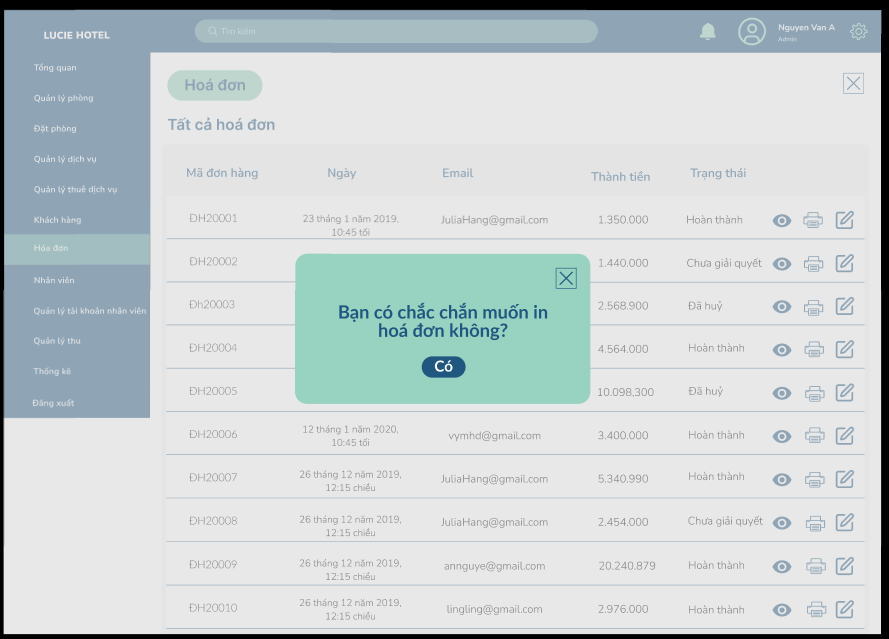 LUCIE HOTEL
Tìm kiếm
Nguyen Van A
Admin
Tổng quan
Quản lý phòng
Đặt phòng
Quản lý dịch vụ
Quản lý thuê dịch vụ
Khách hàng
Hóa đơn
Nhân viên
Quản lý tài khoản nhân viên
Quản lý thu
Thống kê
Đăng xuất
Hoá đơn
Tất cả hoá đơn
Mã đơn hàng Ngày Email Thành tiền Trạng thái
ĐH20001 23 tháng 1 năm 2019, JuliaHang@gmail.com 1.350.000 Hoàn thành
10:45 tối
ĐH20002 1.440.000 Chưa giải quyết
Đh20003 2.568.900 Đã huỷ
ĐH20004 4.564.000 Hoàn thành
ĐH20005 10.098,300 Đã huỷ
Bạn có chắc chắn muốn in
hoá đơn không?
Có
ĐH20006 12 tháng 1 năm 2020, vymhd@gmail.com 3.400.000 Hoàn thành
10:45 tối
ĐH20007 26 tháng 12 năm 2019, JuliaHang@gmail.com 5.340.990 Hoàn thành
12:15 chiều
ĐH20008 26 tháng 12 năm 2019, JuliaHang@gmail.com 2.454.000 Chưa giải quyết
12:15 chiều
ĐH20009 26 tháng 12 năm 2019, annguye@gmail.com 20.240.879 Hoàn thành
12:15 chiều
ĐH20010 26 tháng 12 năm 2019, lingling@gmail.com 2.976.000 Hoàn thành
12:15 chiều